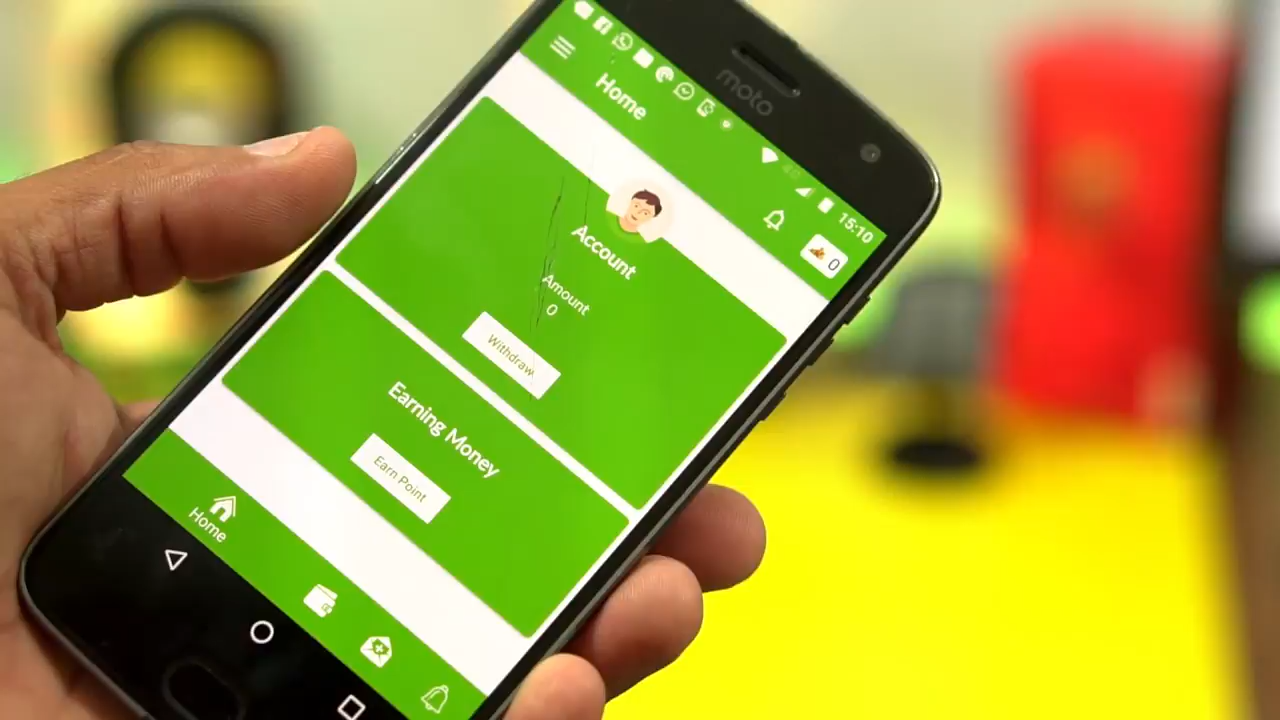 moto
15:10
Home
0
Account
Amount
0
Withdraw
Earning Money
Earn Point
Home